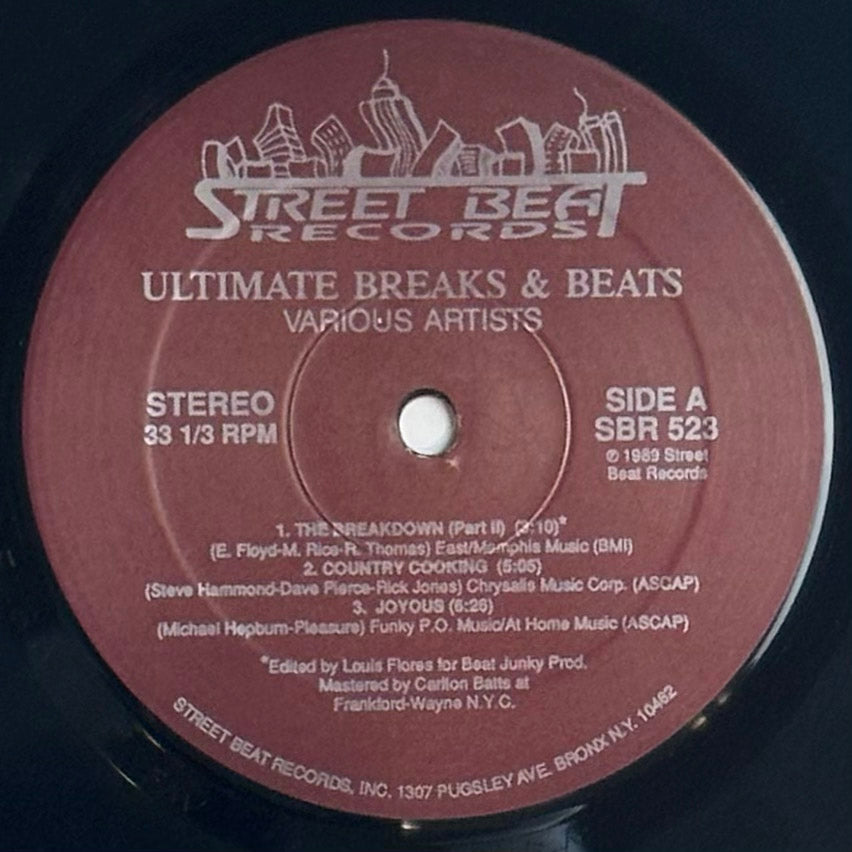 STREET BEAT
RECORDS
ULTIMATE BREAKS & BEATS
VARIOUS ARTISTS
STEREO
33 1/3 RPM
SIDE A
SBR 523
℗ 1989 Street
Beat Records
1. THE BREAKDOWN (Part II) (3:10)*
(E. Floyd-M. Rice-R. Thomas) East/Memphis Music (BMI)
2. COUNTRY COOKING (5:05)
(Steve Hammond-Dave Pierce-Rick Jones) Chrysalis Music Corp. (ASCAP)
3. JOYOUS (6:26)
(Michael Hepburn-Pleasure) Funky P.O. Music/At Home Music (ASCAP)
*Edited by Louis Flores for Beat Junky Prod.
Mastered by Carlton Batts at
Frankford-Wayne N.Y.C.
STREET BEAT RECORDS, INC. 1307 PUGSLEY AVE. BRONX N.Y. 10462